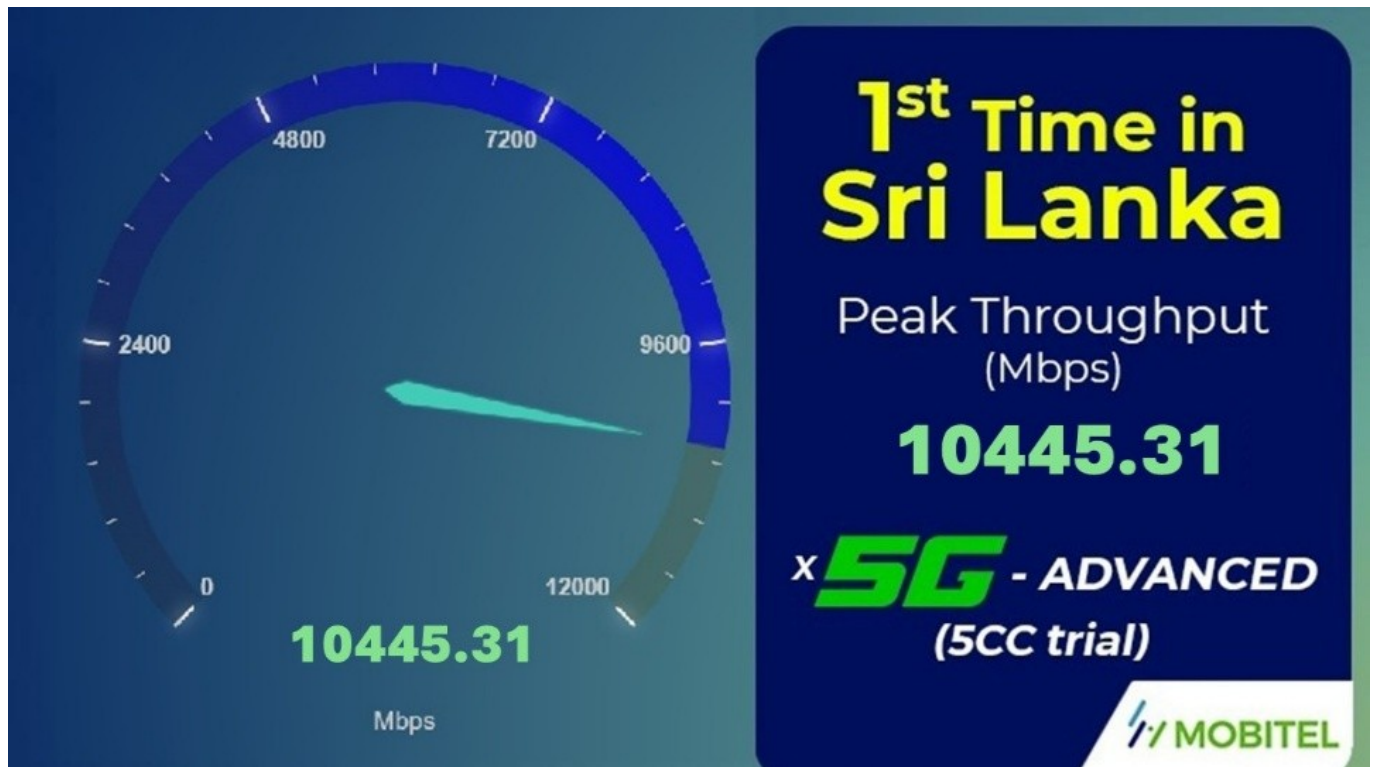 4800
7200
2400
9600
0
12000
10445.31
Mbps
1st Time in
Sri Lanka
Peak Throughput
(Mbps)
10445.31
x 5G - ADVANCED
(5CC trial)
MOBITEL